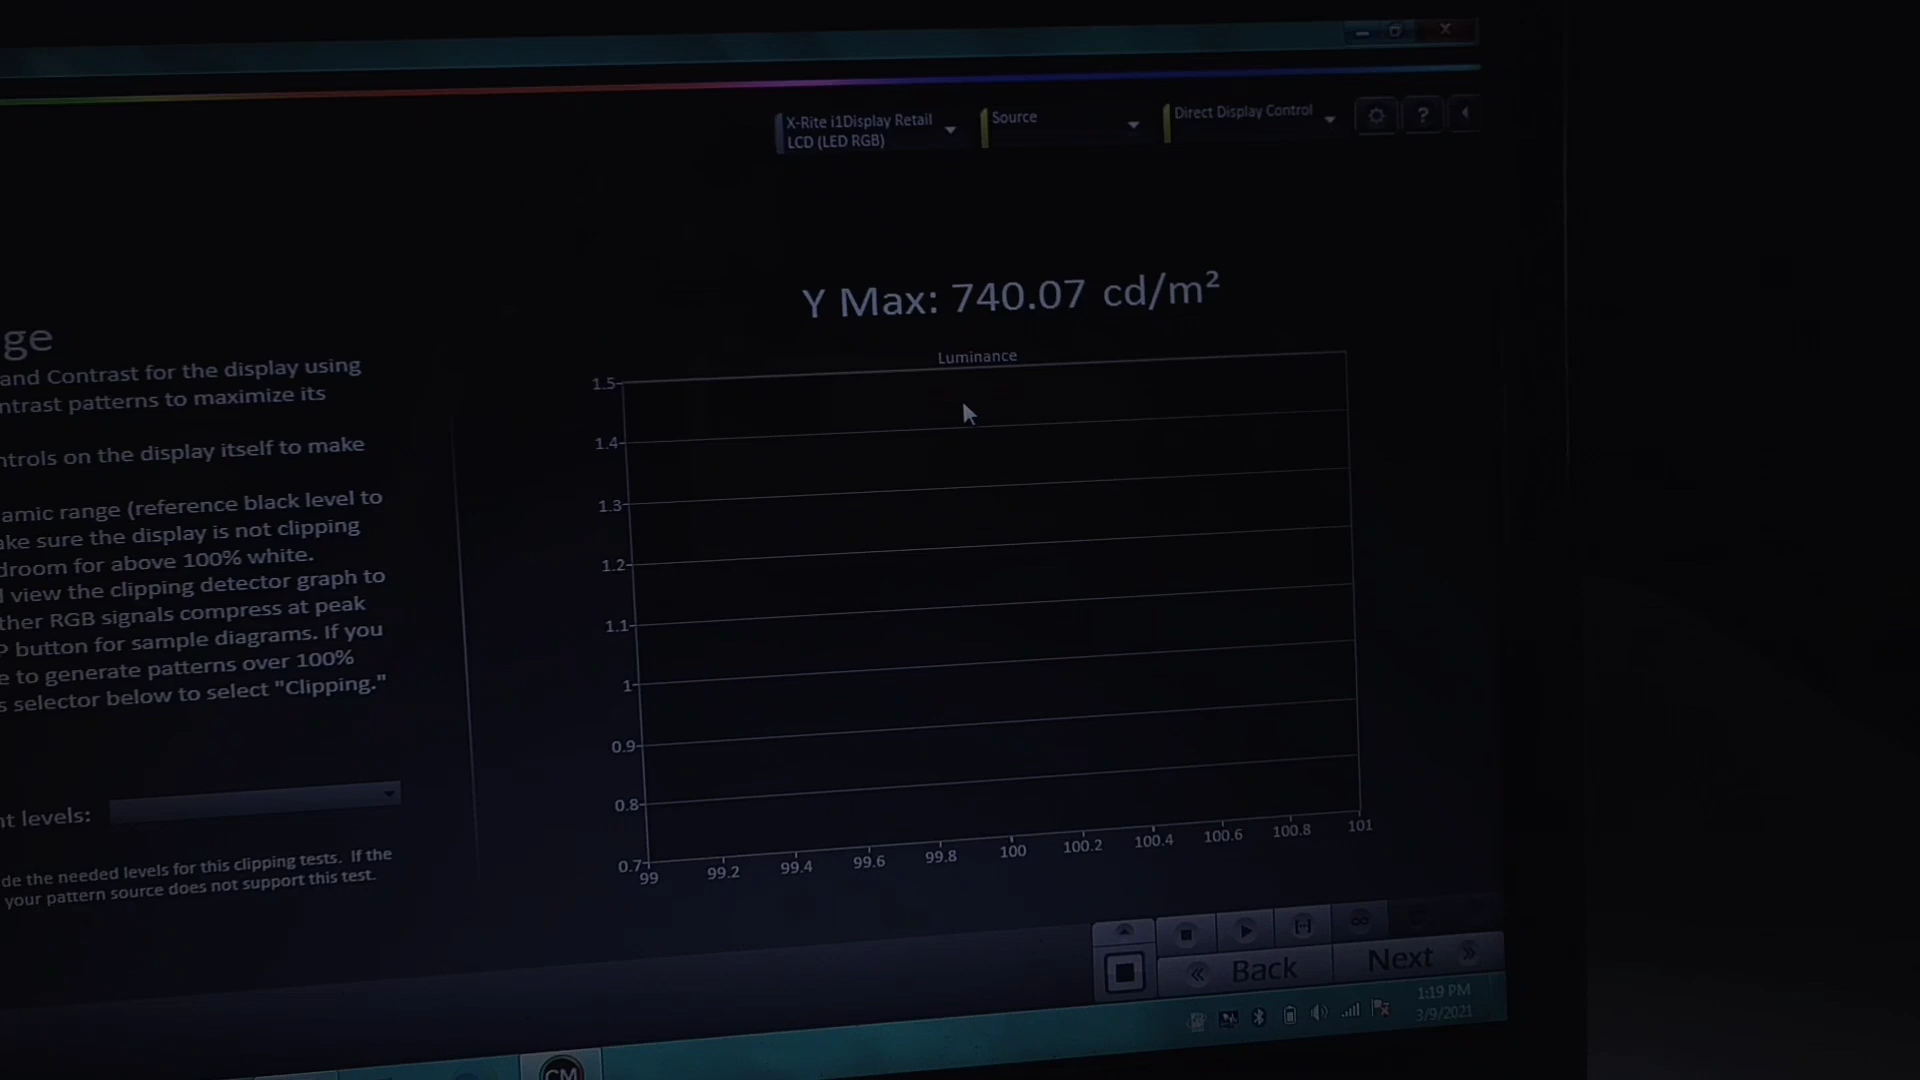 X-Rite i1Display Retail
LCD (LED RGB)
Source
Direct Display Control
?
Y Max: 740.07 cd/m²
ge
and Contrast for the display using
ntrast patterns to maximize its
ntrols on the display itself to make
amic range (reference black level to
ake sure the display is not clipping
droom for above 100% white.
l view the clipping detector graph to
ther RGB signals compress at peak
P button for sample diagrams. If you
e to generate patterns over 100%
s selector below to select "Clipping."
nt levels:
de the needed levels for this clipping tests. If the
your pattern source does not support this test.
Luminance
1.5
1.4
1.3
1.2
1.1
1
0.9
0.8
0.7
99 99.2 99.4 99.6 99.8 100 100.2 100.4 100.6 100.8 101
Back
Next
1:19 PM
3/9/2021
CM